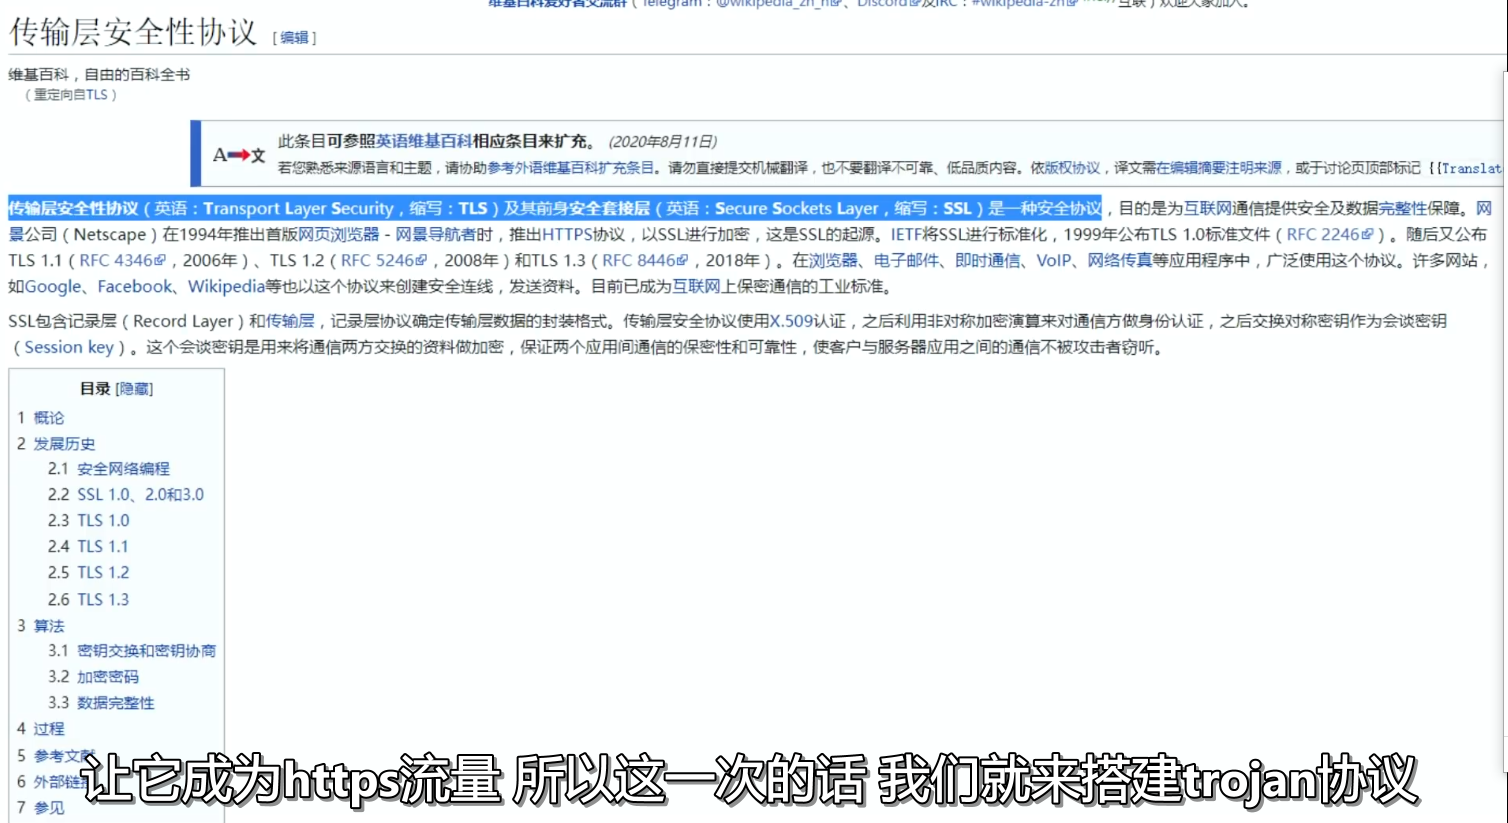 维基百科爱好者交流群（Telegram：@wikipedia_zh_n、Discord及IRC：#wikipedia-zh 互联）欢迎大家加入。
传输层安全性协议 [ 编辑 ]
维基百科，自由的百科全书
（重定向自TLS）
此条目可参照英语维基百科相应条目来扩充。 (2020年8月11日)
A 文
若您熟悉来源语言和主题，请协助参考外语维基百科扩充条目。请勿直接提交机械翻译，也不要翻译不可靠、低品质内容。依版权协议，译文需在编辑摘要注明来源，或于讨论页顶部标记 {{Translat
传输层安全性协议（英语：Transport Layer Security，缩写：TLS）及其前身安全套接层（英语：Secure Sockets Layer，缩写：SSL）是一种安全协议，目的是为互联网通信提供安全及数据完整性保障。网
景公司（Netscape）在1994年推出首版网页浏览器 - 网景导航者时，推出HTTPS协议，以SSL进行加密，这是SSL的起源。IETF将SSL进行标准化，1999年公布TLS 1.0标准文件（RFC 2246）。随后又公布
TLS 1.1（RFC 4346，2006年）、TLS 1.2（RFC 5246，2008年）和TLS 1.3（RFC 8446，2018年）。在浏览器、电子邮件、即时通信、VoIP、网络传真等应用程序中，广泛使用这个协议。许多网站，
如Google、Facebook、Wikipedia等也以这个协议来创建安全连线，发送资料。目前已成为互联网上保密通信的工业标准。
SSL包含记录层（Record Layer）和传输层，记录层协议确定传输层数据的封装格式。传输层安全协议使用X.509认证，之后利用非对称加密演算来对通信方做身份认证，之后交换对称密钥作为会谈密钥
（Session key）。这个会谈密钥是用来将通信两方交换的资料做加密，保证两个应用间通信的保密性和可靠性，使客户与服务器应用之间的通信不被攻击者窃听。
目录 [隐藏]
1 概论
2 发展历史
2.1 安全网络编程
2.2 SSL 1.0、2.0和3.0
2.3 TLS 1.0
2.4 TLS 1.1
2.5 TLS 1.2
2.6 TLS 1.3
3 算法
3.1 密钥交换和密钥协商
3.2 加密密码
3.3 数据完整性
4 过程
5 参考文献
6 外部链
7 参见
让它成为https流量 所以这一次的话 我们就来搭建trojan协议